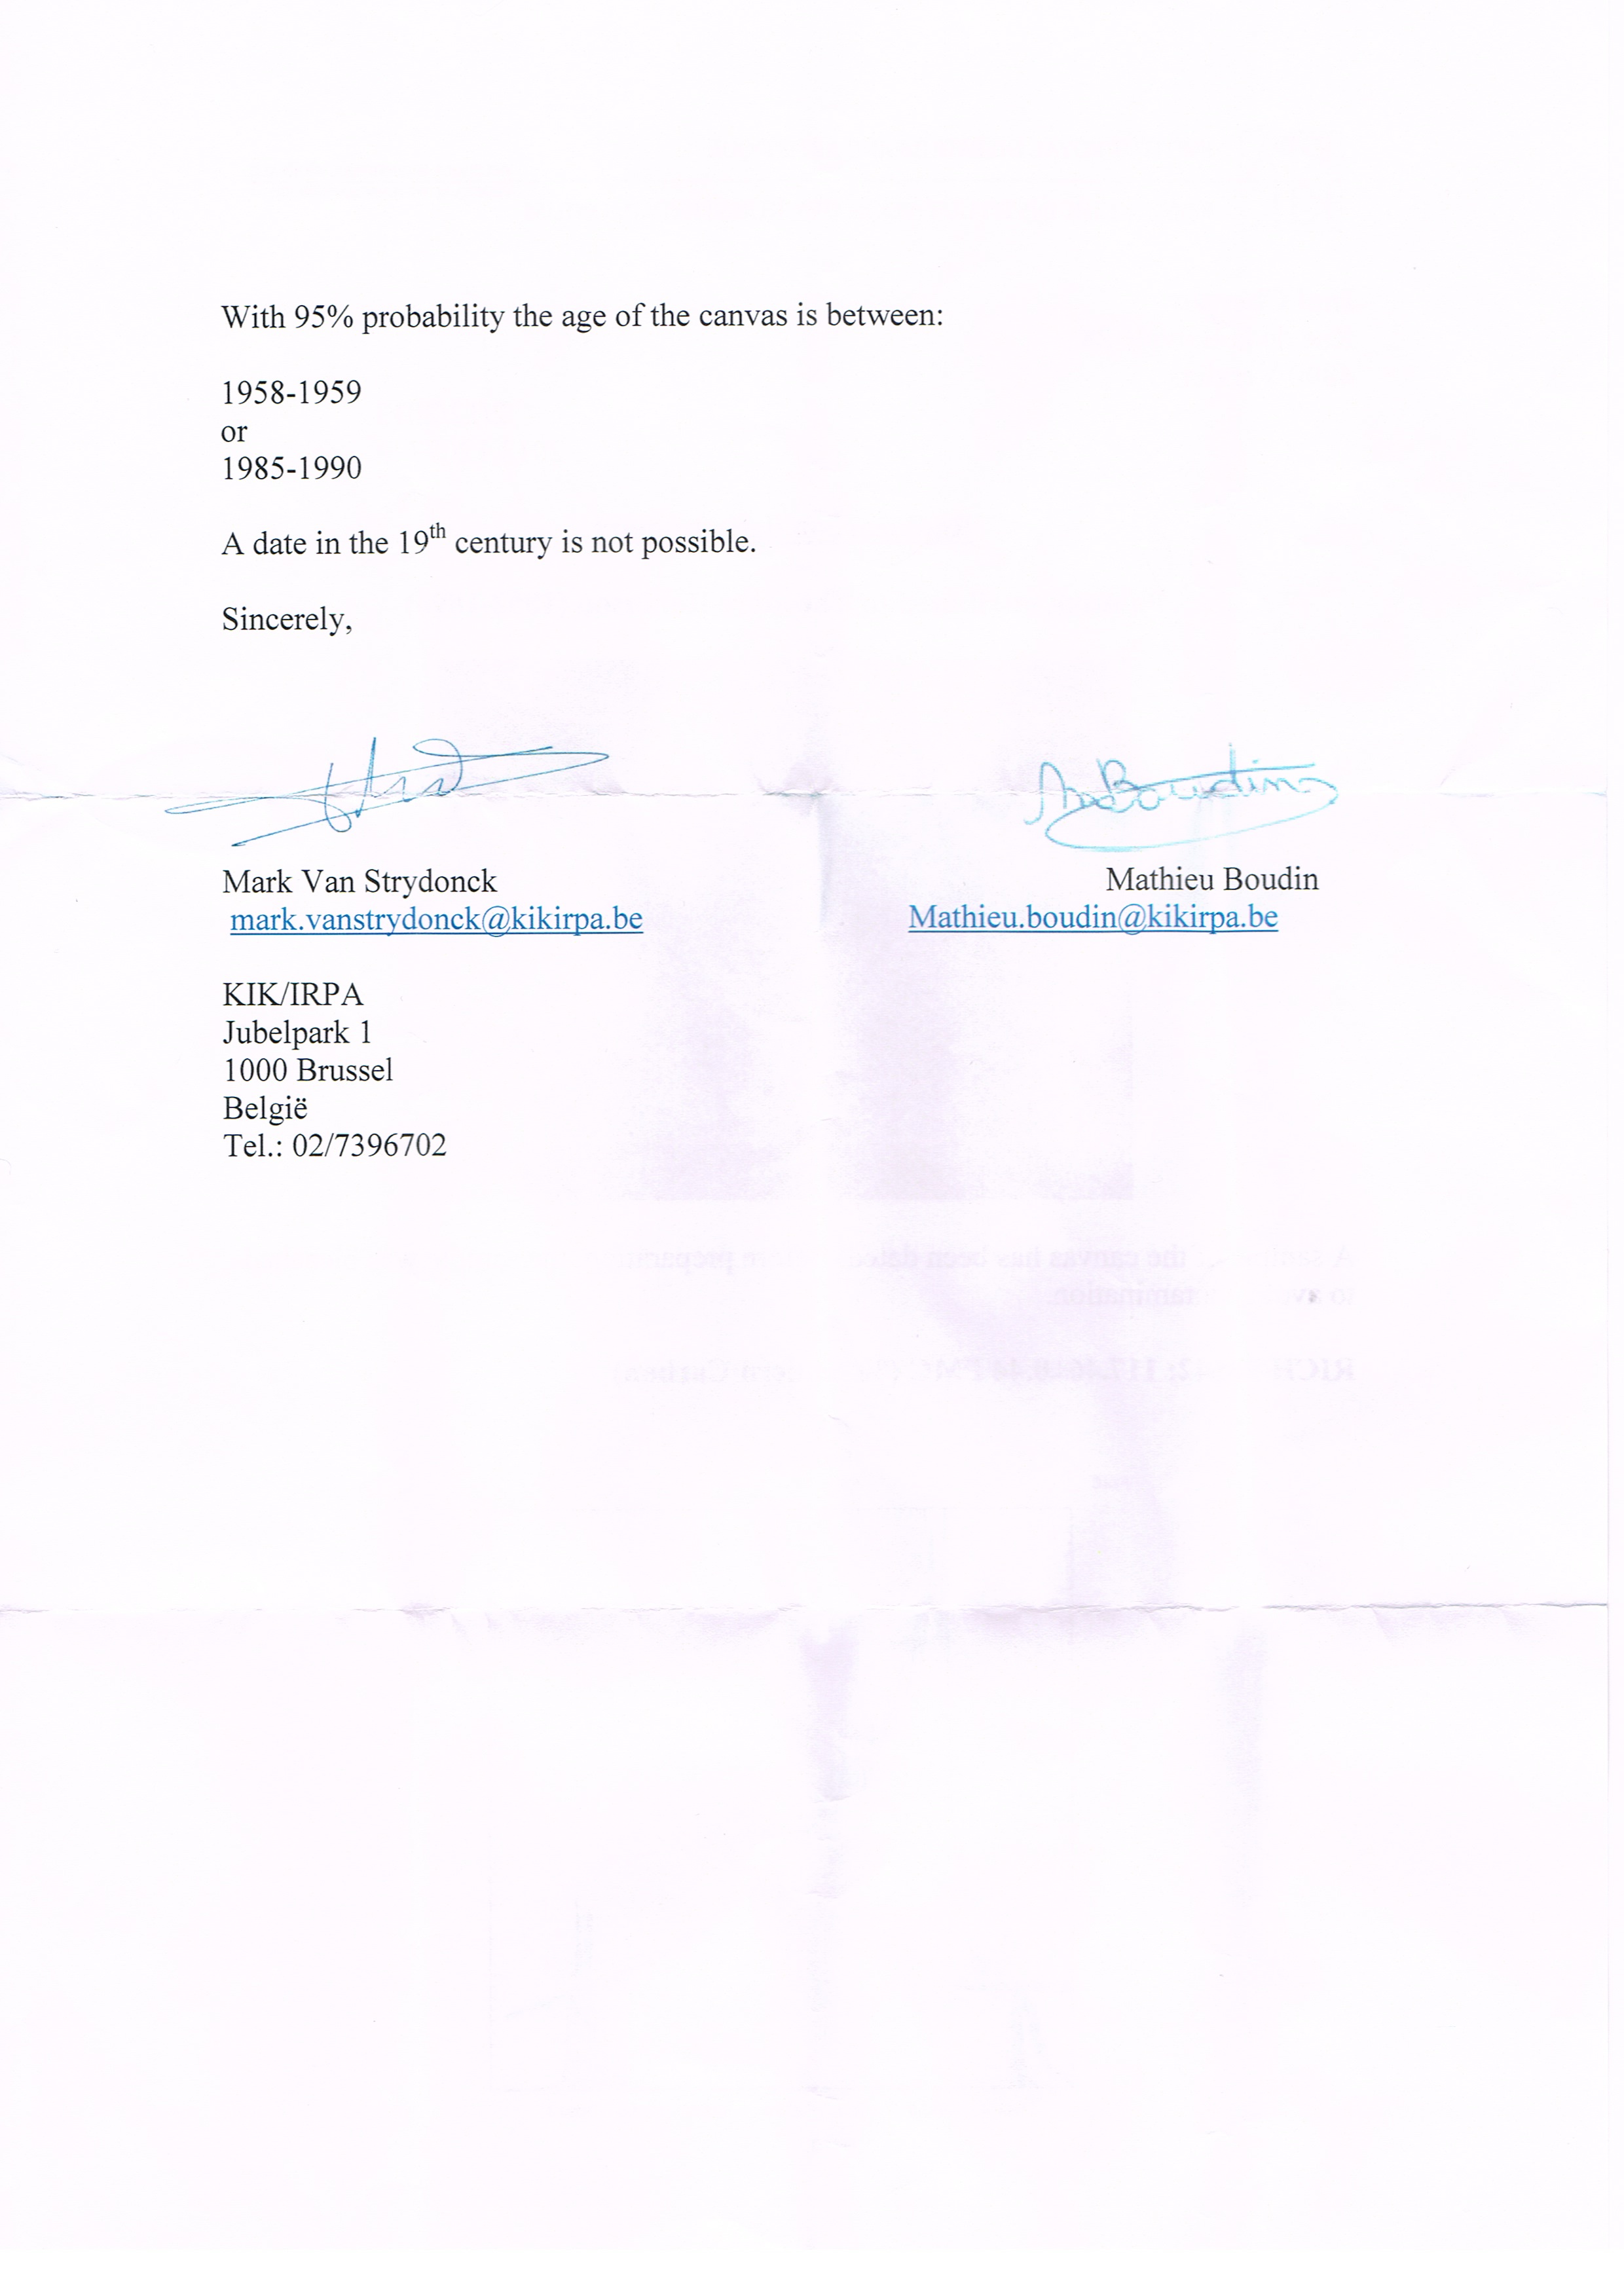 With 95% probability the age of the canvas is between:
1958-1959
or
1985-1990
A date in the 19th century is not possible.
Sincerely,
M. Boudin
Mark Van Strydonck
Mathieu Boudin
mark.vanstrydonck@kikirpa.be
Mathieu.boudin@kikirpa.be
KIK/IRPA
Jubelpark 1
1000 Brussel
België
Tel.: 02/7396702